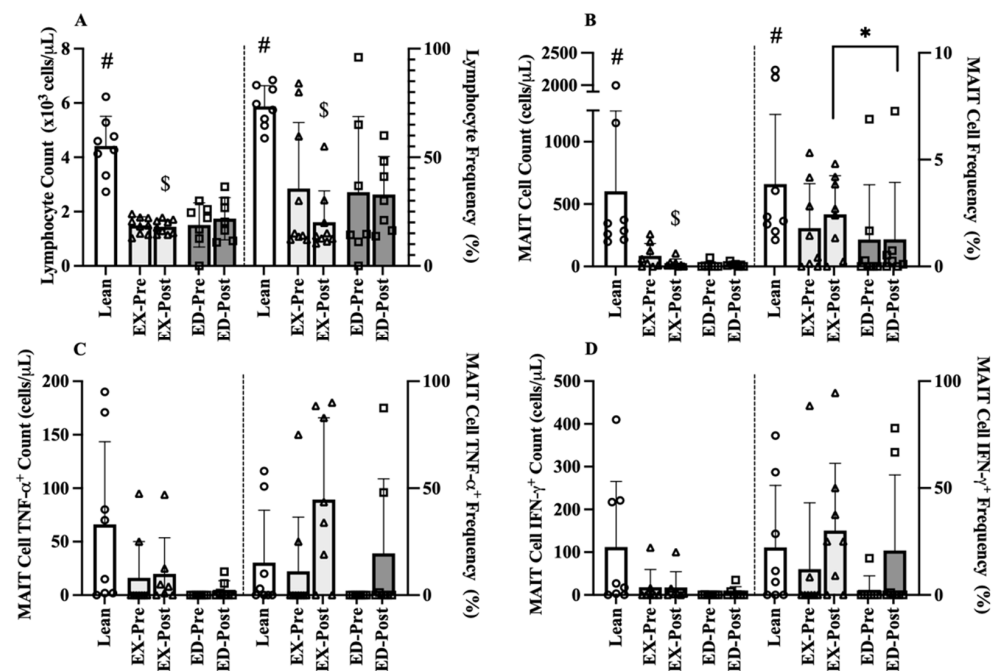 A
Lymphocyte Count (x10³ cells/µL)
8
6
4
2
0
#
$
#
$
100
50
0
Lymphocyte Frequency (%)
Lean
EX-Pre
EX-Post
ED-Pre
ED-Post
Lean
EX-Pre
EX-Post
ED-Pre
ED-Post
B
MAIT Cell Count (cells/µL)
2500
2000
1000
500
0
#
$
#
*
10
5
0
MAIT Cell Frequency (%)
Lean
EX-Pre
EX-Post
ED-Pre
ED-Post
Lean
EX-Pre
EX-Post
ED-Pre
ED-Post
C
MAIT Cell TNF-α⁺ Count (cells/µL)
200
150
100
50
0
100
50
0
MAIT Cell TNF-α⁺ Frequency (%)
Lean
EX-Pre
EX-Post
ED-Pre
ED-Post
Lean
EX-Pre
EX-Post
ED-Pre
ED-Post
D
MAIT Cell IFN-γ⁺ Count (cells/µL)
500
400
300
200
100
0
100
50
0
MAIT Cell IFN-γ⁺ Frequency (%)
Lean
EX-Pre
EX-Post
ED-Pre
ED-Post
Lean
EX-Pre
EX-Post
ED-Pre
ED-Post